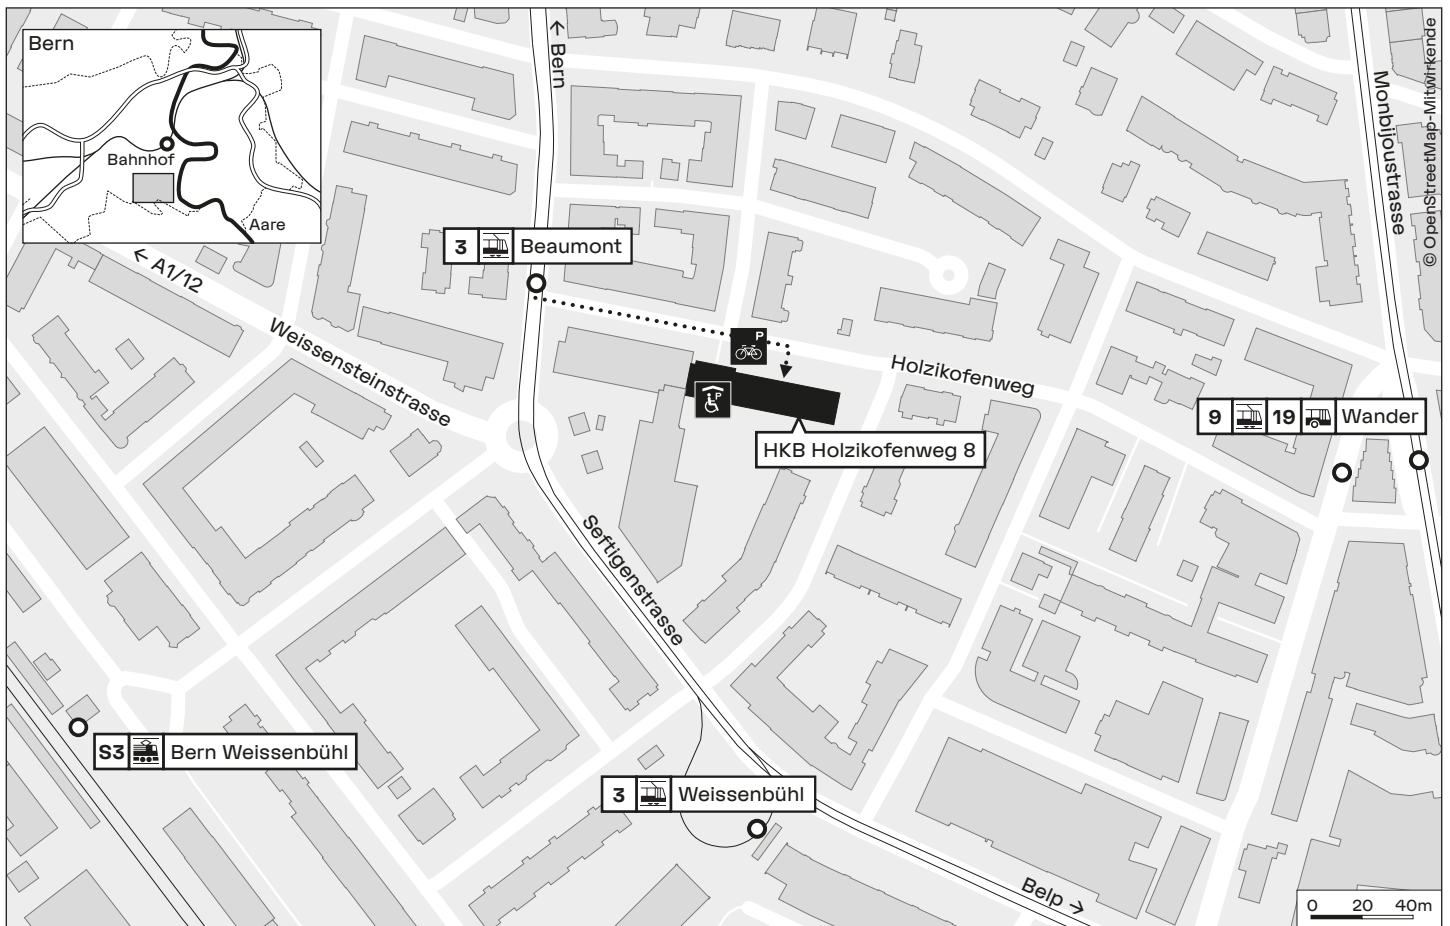 Bern
Bahnhof
Aare
← Bern
Monbijoustrasse
© OpenStreetMap-Mitwirkende
3 Beaumont
← A1/12
Weissensteinstrasse
P
P
Holzikofenweg
9 19 Wander
HKB Holzikofenweg 8
Seftigenstrasse
S3 Bern Weissenbühl
3 Weissenbühl
Belp →
0 20 40m